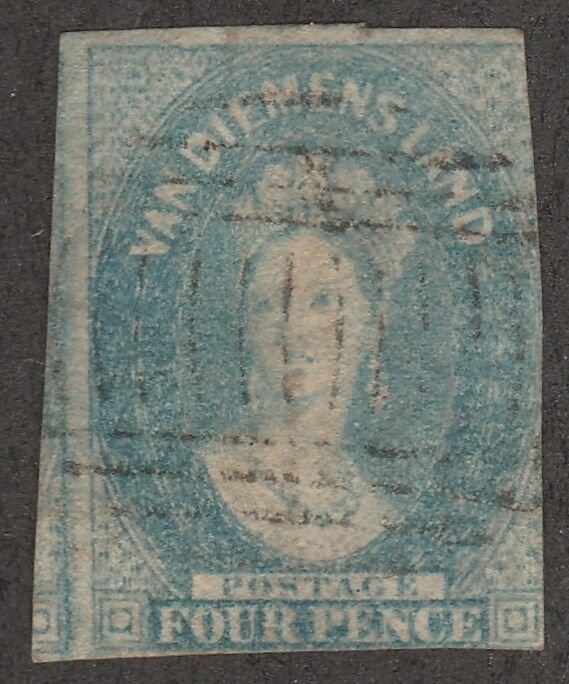 VAN DIEMENS LAND
POSTAGE
FOUR PENCE